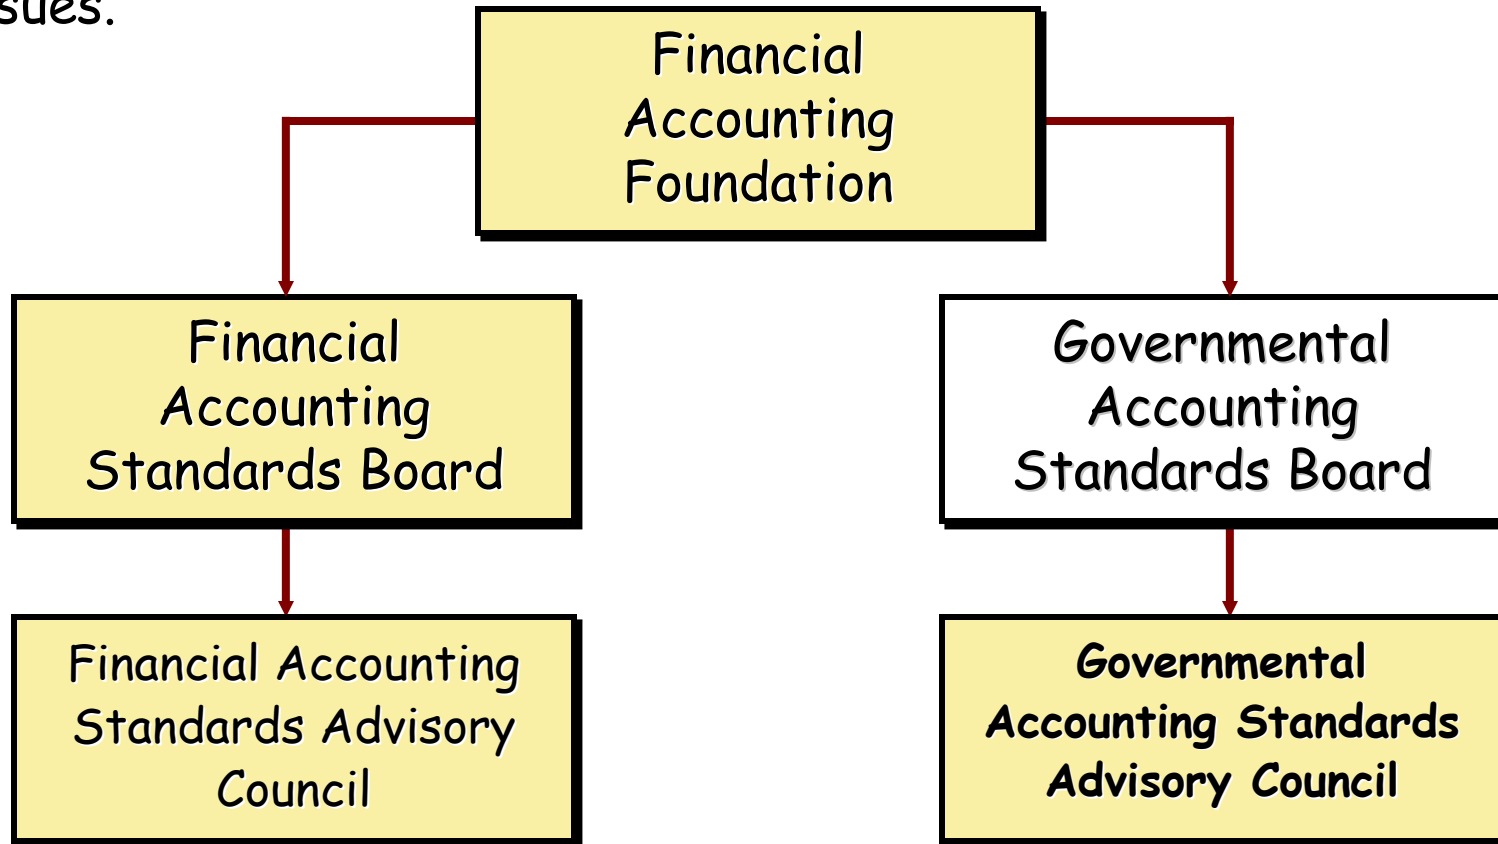 sues.
Financial
Accounting
Foundation
Financial
Accounting
Standards Board
Governmental
Accounting
Standards Board
Financial Accounting
Standards Advisory
Council
Governmental
Accounting Standards
Advisory Council